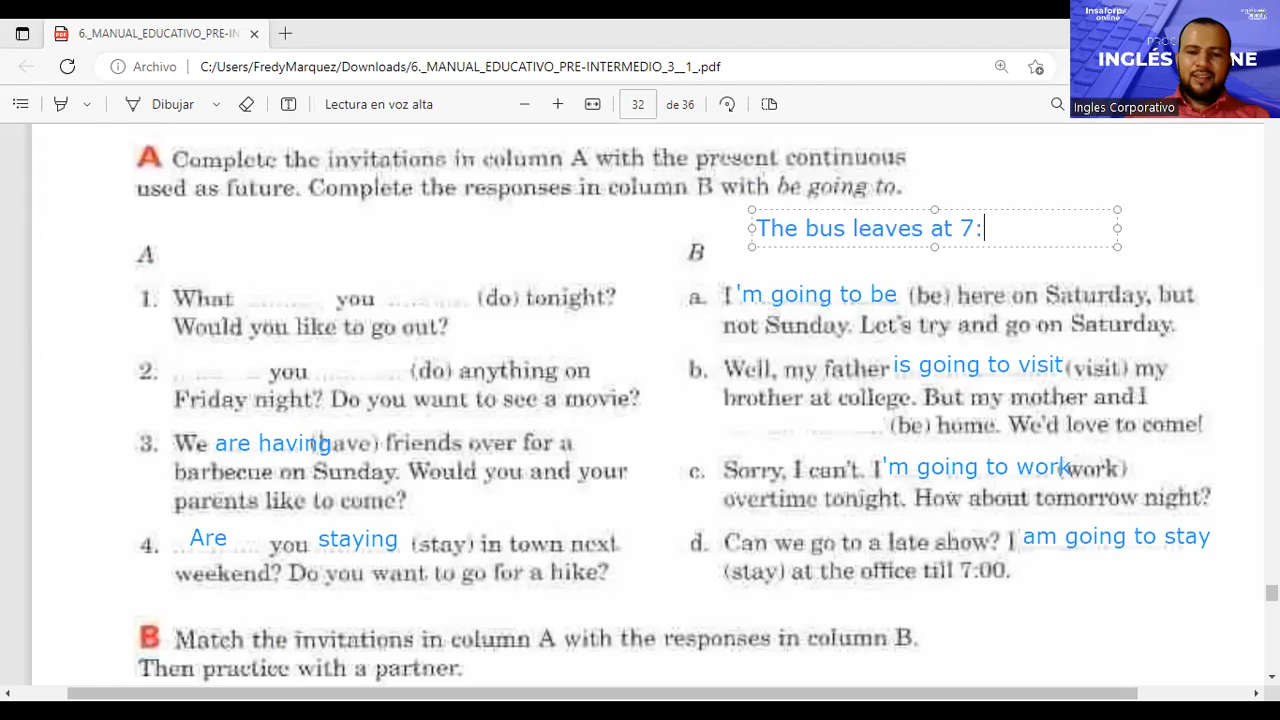 6._MANUAL_EDUCATIVO_PRE-IN
Insaforp
online
INGLÉS
NE
Archivo
C:/Users/FredyMarquez/Downloads/6._MANUAL_EDUCATIVO_PRE-INTERMEDIO_3__1_.pdf
Ingles Corporativo
Dibujar
Lectura en voz alta
32
de 36
A Complete the invitations in column A with the present continuous
used as future. Complete the responses in column B with be going to.
The bus leaves at 7:
A
1. What you (do) tonight?
Would you like to go out?
2. you (do) anything on
Friday night? Do you want to see a movie?
3. We are having (have) friends over for a
barbecue on Sunday. Would you and your
parents like to come?
4. Are you staying (stay) in town next
weekend? Do you want to go for a hike?
B
a. I 'm going to be (be) here on Saturday, but
not Sunday. Let's try and go on Saturday.
b. Well, my father is going to visit (visit) my
brother at college. But my mother and I
(be) home. We'd love to come!
c. Sorry, I can't. I 'm going to work (work)
overtime tonight. How about tomorrow night?
d. Can we go to a late show? I am going to stay
(stay) at the office till 7:00.
B Match the invitations in column A with the responses in column B.
Then practice with a partner.